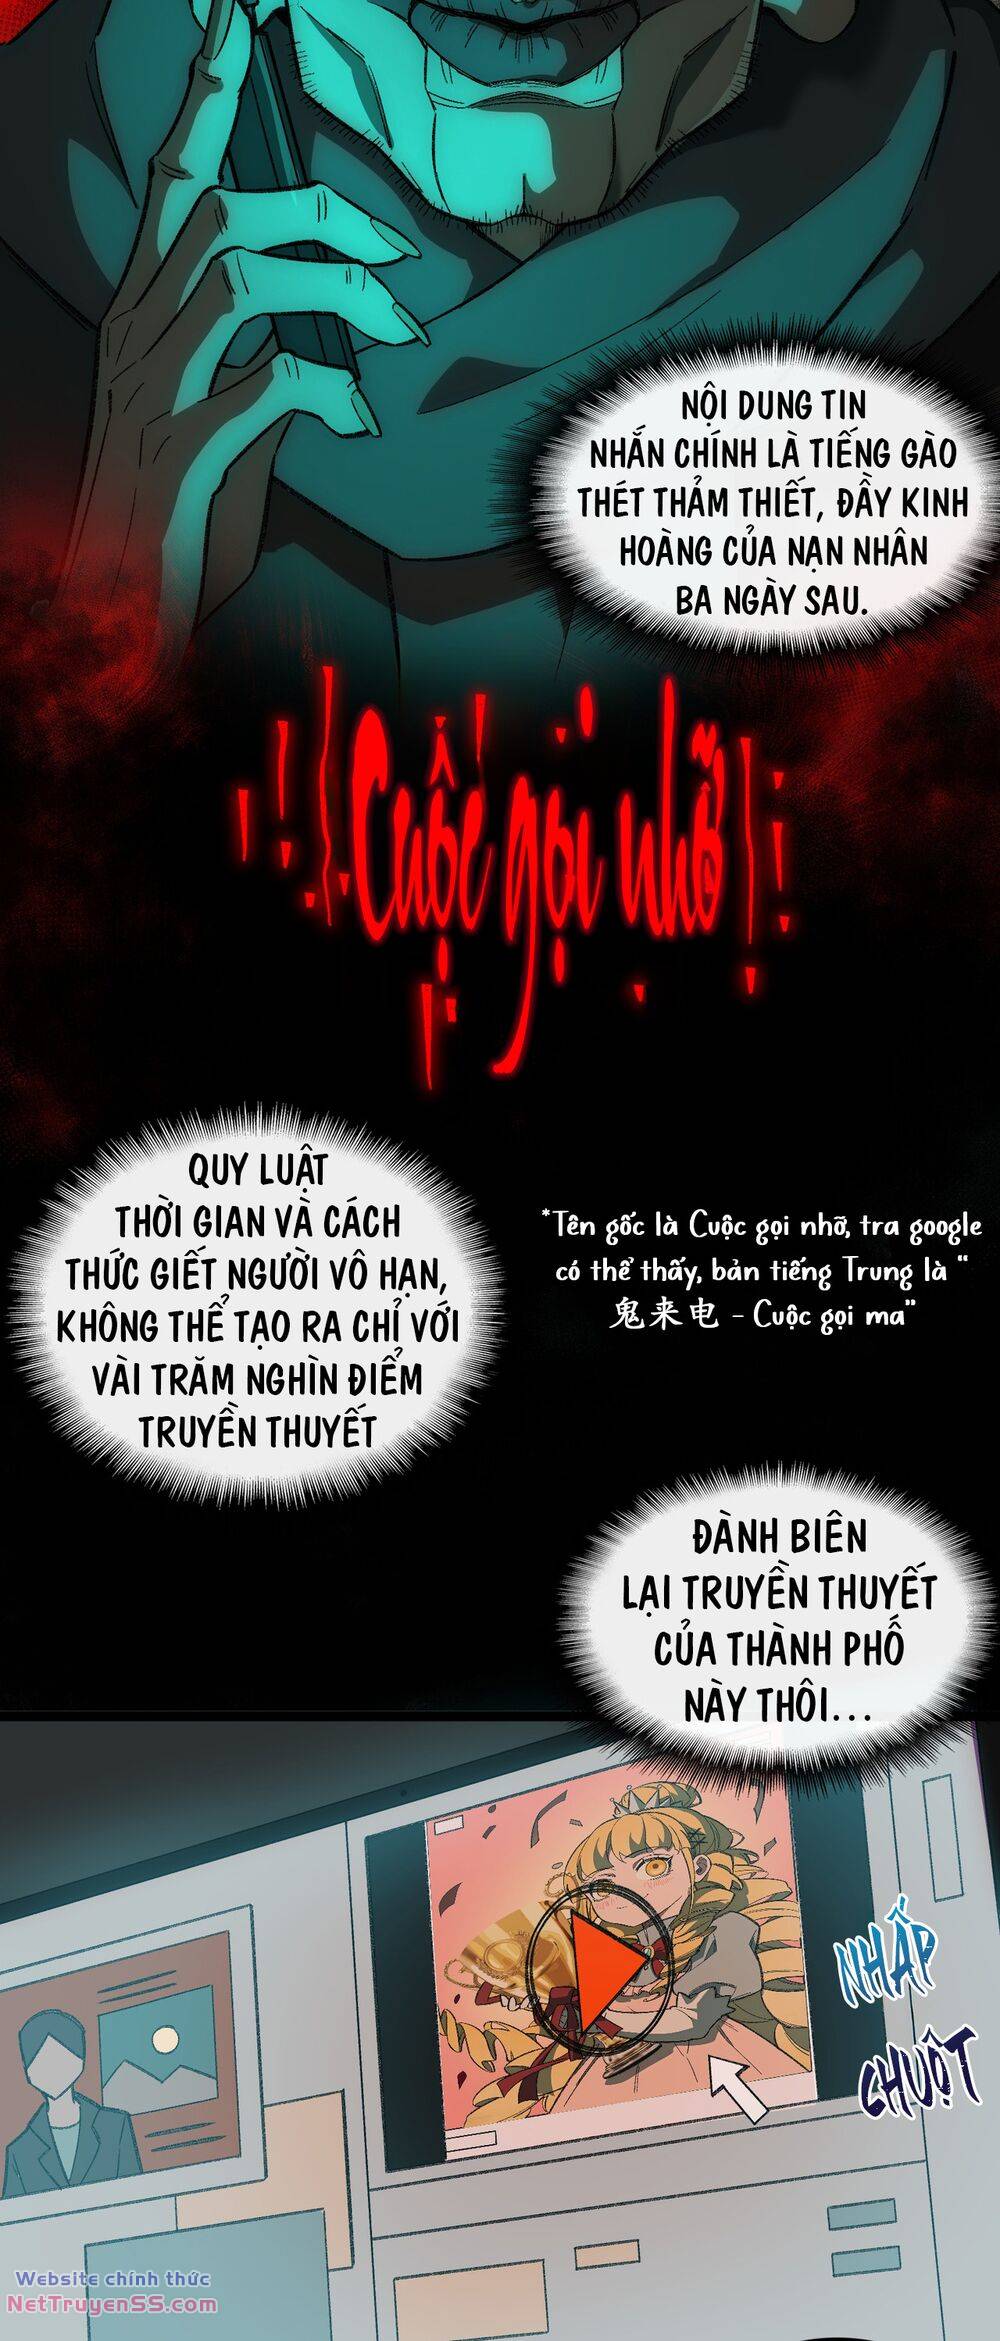 NỘI DUNG TIN
NHẮN CHÍNH LÀ TIẾNG GÀO
THÉT THẢM THIẾT, ĐẦY KINH
HOÀNG CỦA NẠN NHÂN
BA NGÀY SAU.
Cuộc gọi nhỡ
QUY LUẬT
THỜI GIAN VÀ CÁCH
THỨC GIẾT NGƯỜI VÔ HẠN,
KHÔNG THỂ TẠO RA CHỈ VỚI
VÀI TRĂM NGHÌN ĐIỂM
TRUYỀN THUYẾT
*Tên gốc là Cuộc gọi nhỡ, tra google
có thể thấy, bản tiếng Trung là “
鬼来电 - Cuộc gọi ma”
ĐÀNH BIÊN
LẠI TRUYỀN THUYẾT
CỦA THÀNH PHỐ
NÀY THÔI...
NHẤP
CHUỘT
Website chính thức
NetTruyenSS.com